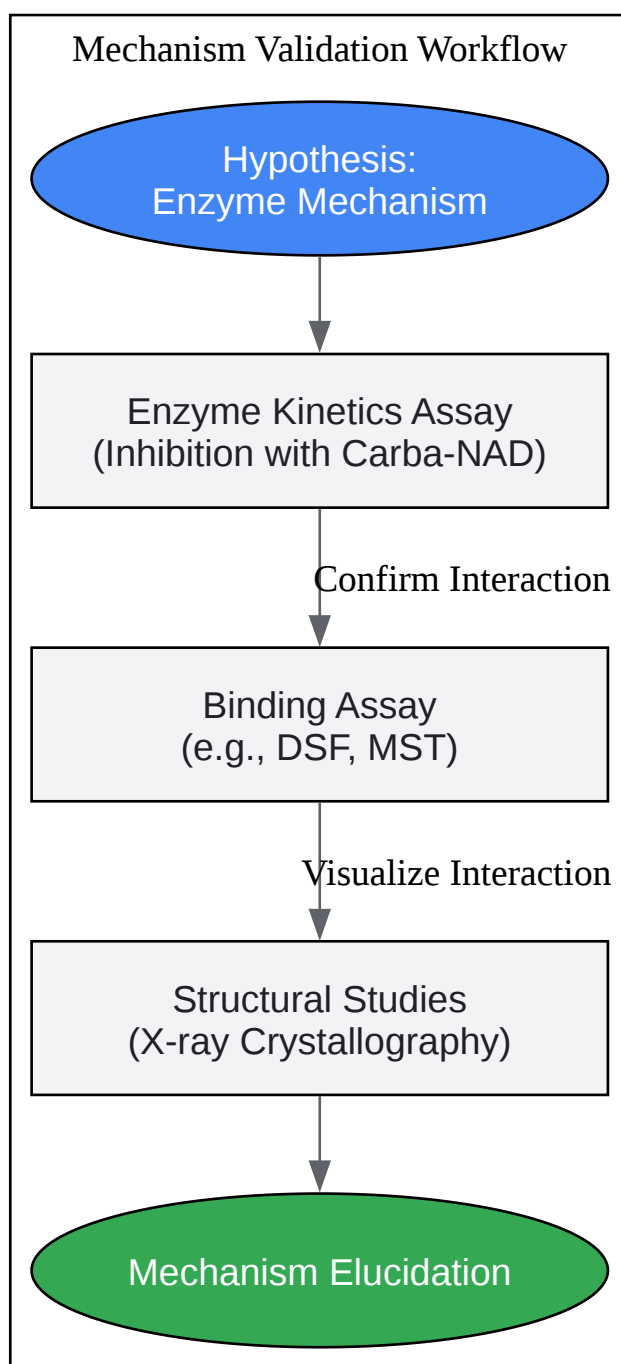 Mechanism Validation Workflow
Hypothesis:
Enzyme Mechanism
Enzyme Kinetics Assay
(Inhibition with Carba-NAD)
Confirm Interaction
Binding Assay
(e.g., DSF, MST)
Visualize Interaction
Structural Studies
(X-ray Crystallography)
Mechanism Elucidation